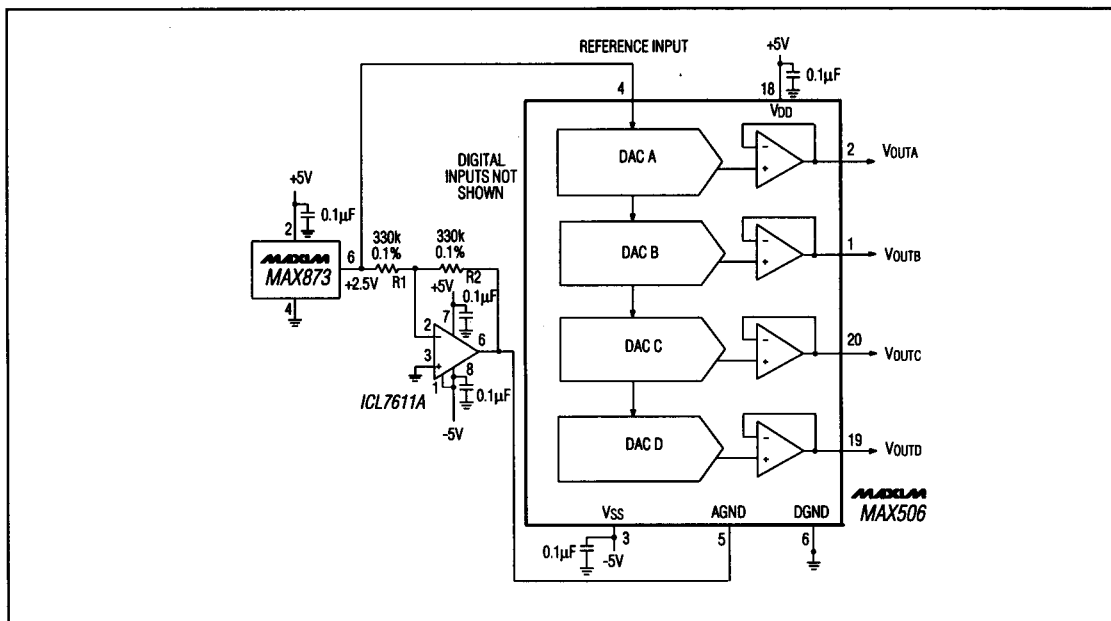 REFERENCE INPUT
+5V
0.1µF
4
18
VDD
DAC A
2
VOUTA
DIGITAL
INPUTS NOT
SHOWN
+5V
0.1µF
2
DAC B
1
VOUTB
330k
0.1%
330k
0.1%
MAXIM
MAX873
6
+2.5V
R1
R2
+5V
0.1µF
4
7
2
6
3
8
1
0.1µF
ICL7611A
-5V
DAC C
20
VOUTC
DAC D
19
VOUTD
MAXIM
MAX506
VSS
AGND
DGND
0.1µF
3
-5V
5
6